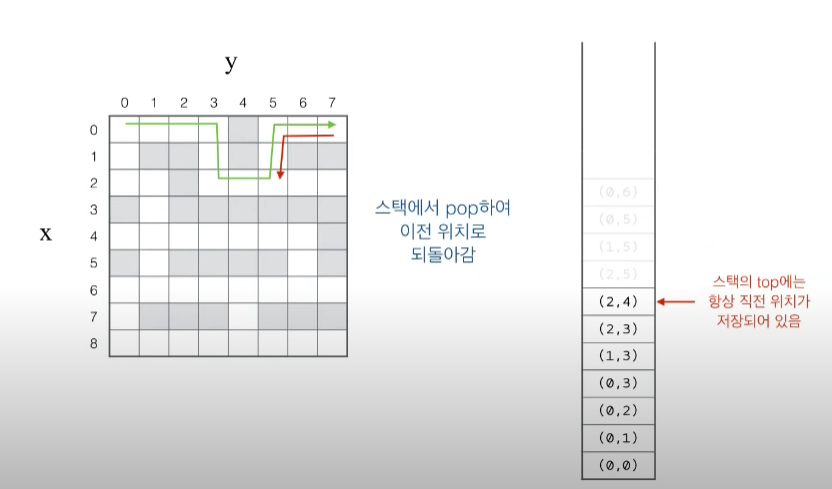 y
0 1 2 3 4 5 6 7
0
1
2
3
x
4
5
6
7
8
스택에서 pop하여
이전 위치로
되돌아감
(0,6)
(0,5)
(1,5)
(2,5)
(2,4)
(2,3)
(1,3)
(0,3)
(0,2)
(0,1)
(0,0)
스택의 top에는
항상 직전 위치가
저장되어 있음